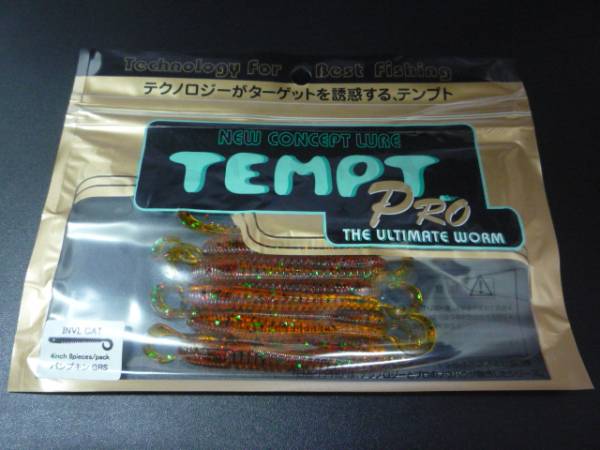 Technology For Best Fishing
テクノロジーがターゲットを誘惑する、テンプト
NEW CONCEPT LURE
TEMPT
PRO
THE ULTIMATE WORM
INVL CAT
4inch 8pieces/pack
パンプキン GRS